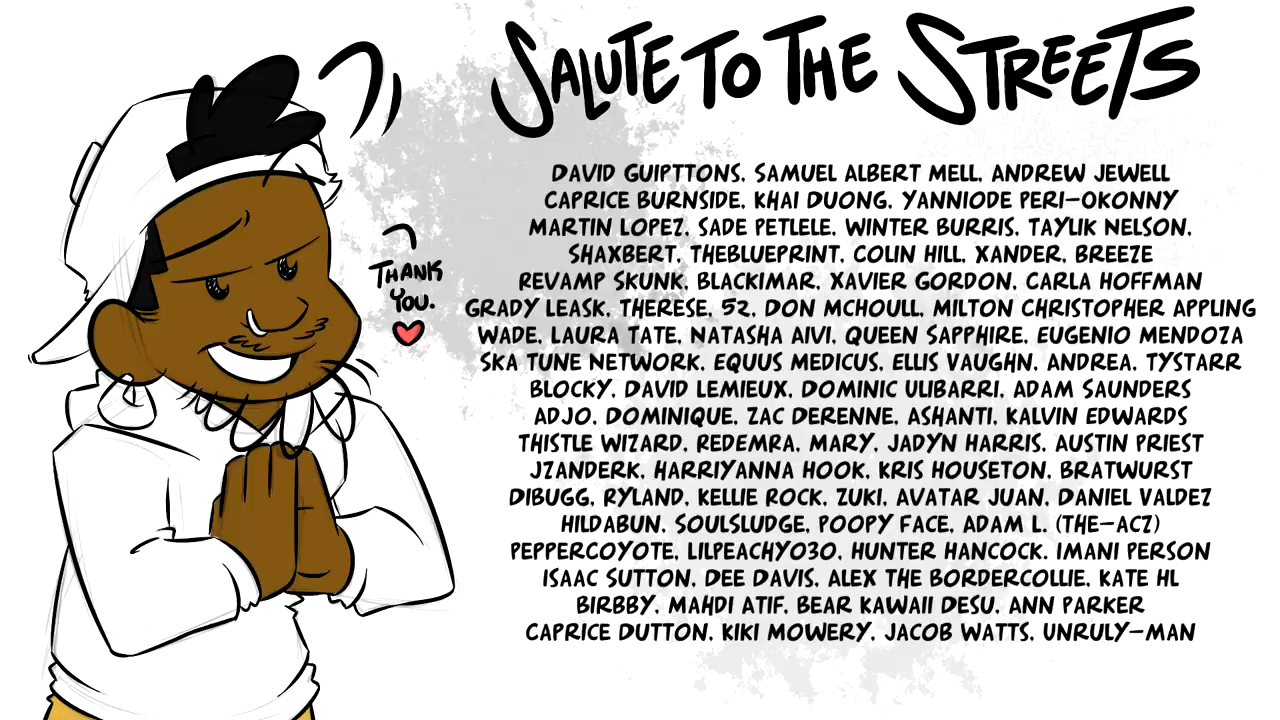 SALUTE TO THE STREETS
DAVID GUIPTTONS, SAMUEL ALBERT MELL, ANDREW JEWELL
CAPRICE BURNSIDE, KHAI DUONG, YANNIODE PERI-OKONNY
MARTIN LOPEZ, SADE PETLELE, WINTER BURRIS, TAYLIK NELSON,
SHAXBERT, THEBLUEPRINT, COLIN HILL, XANDER, BREEZE
REVAMP SKUNK, BLACKIMAR, XAVIER GORDON, CARLA HOFFMAN
GRADY LEASK, THERESE, 52, DON MCHOULL, MILTON CHRISTOPHER APPLING
WADE, LAURA TATE, NATASHA AIVI, QUEEN SAPPHIRE, EUGENIO MENDOZA
SKA TUNE NETWORK, EQUUS MEDICUS, ELLIS VAUGHN, ANDREA, TYSTARR
BLOCKY, DAVID LEMIEUX, DOMINIC ULIBARRI, ADAM SAUNDERS
ADJO, DOMINIQUE, ZAC DERENNE, ASHANTI, KALVIN EDWARDS
THISTLE WIZARD, REDEMRA, MARY, JADYN HARRIS, AUSTIN PRIEST
JZANDERK, HARRIYANNA HOOK, KRIS HOUSETON, BRATWURST
DIBUGG, RYLAND, KELLIE ROCK, ZUKI, AVATAR JUAN, DANIEL VALDEZ
HILDABUN, SOULSLUDGE, POOPY FACE, ADAM L. (THE-ACZ)
PEPPERCOYOTE, LILPEACHYO3O, HUNTER HANCOCK, IMANI PERSON
ISAAC SUTTON, DEE DAVIS, ALEX THE BORDERCOLLIE, KATE HL
BIRBBY, MAHDI ATIF, BEAR KAWAII DESU, ANN PARKER
CAPRICE DUTTON, KIKI MOWERY, JACOB WATTS, UNRULY-MAN
THANK
YOU.